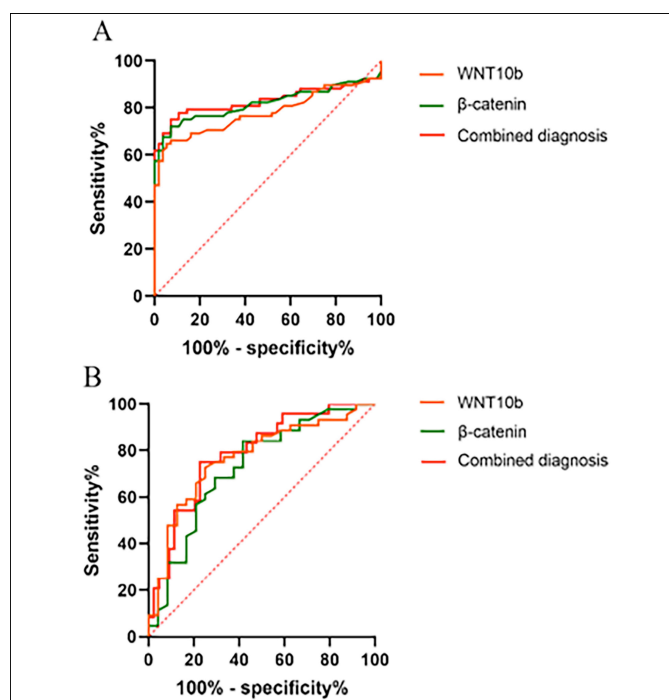 A
100
80
60
40
20
0
Sensitivity%
0 20 40 60 80 100
100% - specificity%
WNT10b
β-catenin
Combined diagnosis
B
100
80
60
40
20
0
Sensitivity%
0 20 40 60 80 100
100% - specificity%
WNT10b
β-catenin
Combined diagnosis